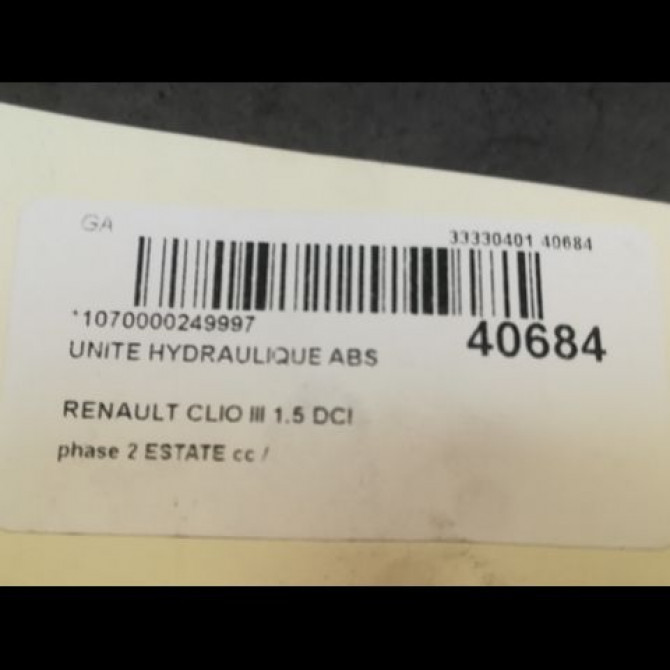 GA
33330401 40684
*1070000249997
40684
UNITE HYDRAULIQUE ABS
RENAULT CLIO III 1.5 DCI
phase 2 ESTATE cc /